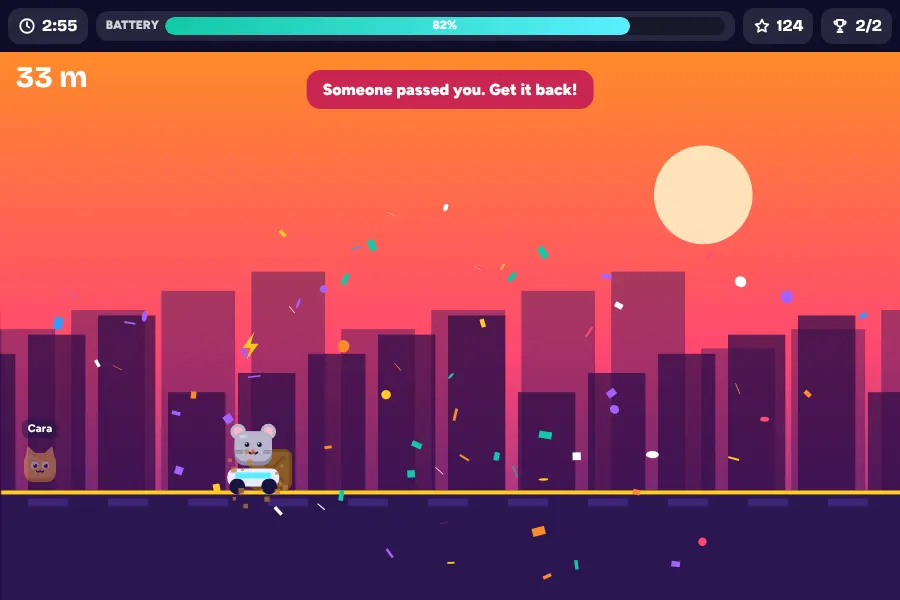 2:55
BATTERY
82%
124
2/2
33 m
Someone passed you. Get it back!
Cara